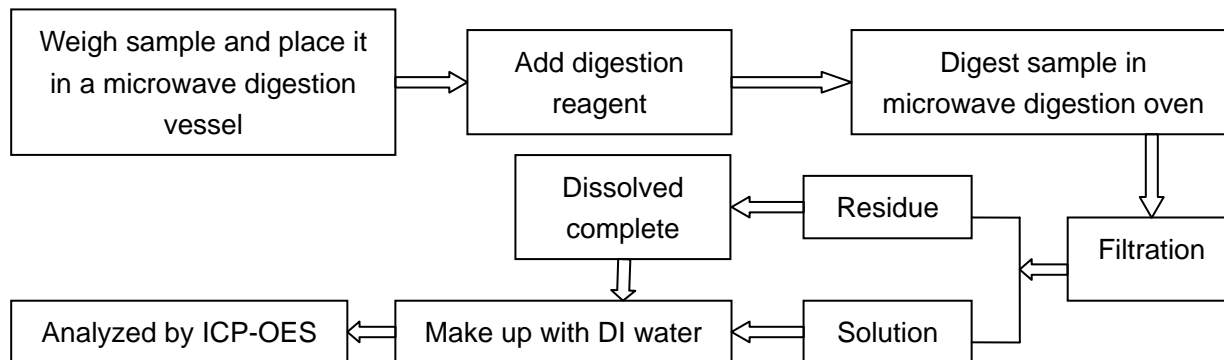 Weigh sample and place it
in a microwave digestion
vessel
Add digestion
reagent
Digest sample in
microwave digestion oven
Filtration
Residue
Dissolved
complete
Solution
Make up with DI water
Analyzed by ICP-OES